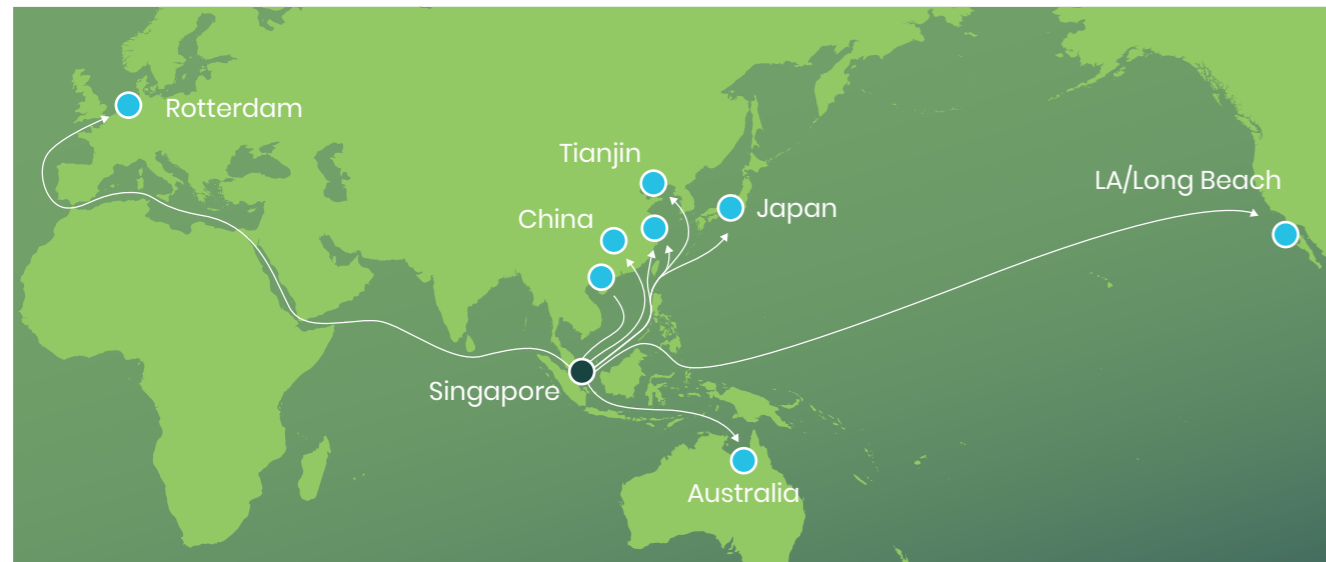 Rotterdam
Tianjin
LA/Long Beach
China
Japan
Singapore
Australia